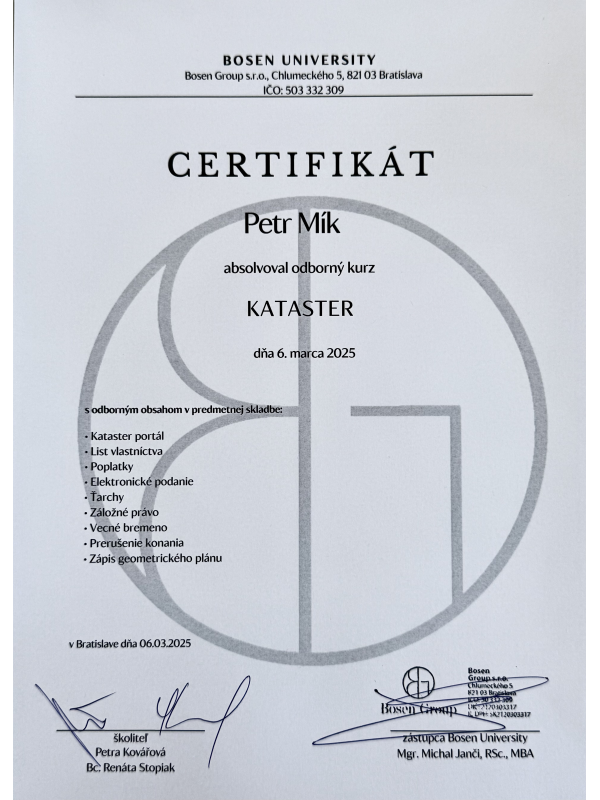 BOSEN UNIVERSITY
Bosen Group s.r.o., Chlumeckého 5, 821 03 Bratislava
IČO: 503 332 309
CERTIFIKÁT
Petr Mík
absolvoval odborný kurz
KATASTER
dňa 6. marca 2025
s odborným obsahom v predmetnej skladbe:
• Kataster portál
• List vlastníctva
• Poplatky
• Elektronické podanie
• Ťarchy
• Záložné právo
• Vecné bremeno
• Prerušenie konania
• Zápis geometrického plánu
v Bratislave dňa 06.03.2025
školiteľ
Petra Kovářová
Bc. Renáta Stopiak
Bosen Group
Bosen
Group s.r.o.
Chlumeckého 5
821 03 Bratislava
zástupca Bosen University
Mgr. Michal Janči, RSc., MBA